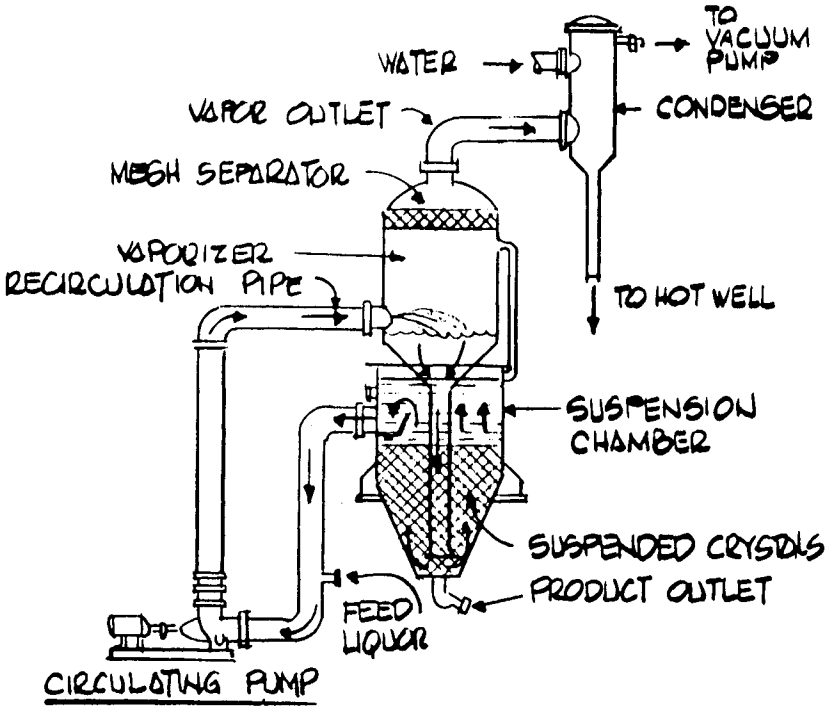 TO
VACUUM
PUMP
WATER
CONDENSER
VAPOR OUTLET
MESH SEPARATOR
VAPORIZER
RECIRCULATION PIPE
TO HOT WELL
SUSPENSION
CHAMBER
SUSPENDED CRYSTALS
PRODUCT OUTLET
FEED
LIQUOR
CIRCULATING PUMP